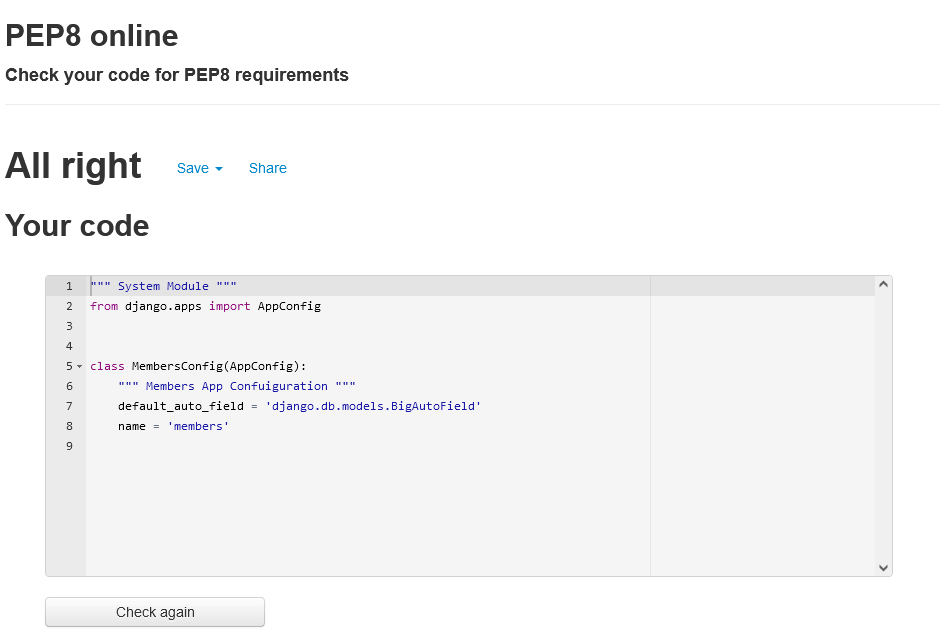 PEP8 online
Check your code for PEP8 requirements
All right Save Share
Your code
1 """ System Module """
2 from django.apps import AppConfig
3
4
5 class MembersConfig(AppConfig):
6     """ Members App Confuiguration """
7     default_auto_field = 'django.db.models.BigAutoField'
8     name = 'members'
9
Check again